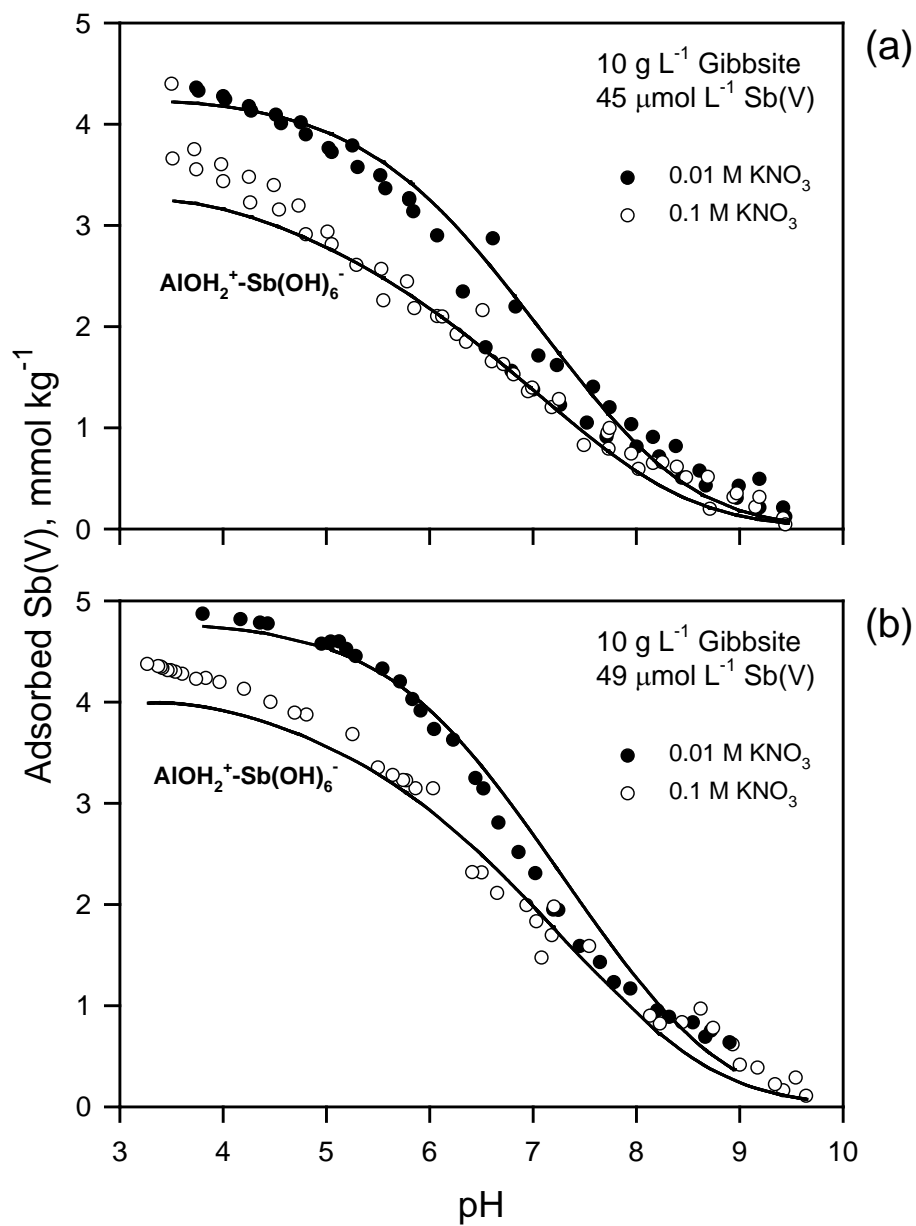 (a)
5
10 g L⁻¹ Gibbsite
45 μmol L⁻¹ Sb(V)
4
0.01 M KNO₃
0.1 M KNO₃
3
AlOH₂⁺-Sb(OH)₆⁻
2
1
0
Adsorbed Sb(V), mmol kg⁻¹
(b)
5
10 g L⁻¹ Gibbsite
49 μmol L⁻¹ Sb(V)
4
0.01 M KNO₃
0.1 M KNO₃
AlOH₂⁺-Sb(OH)₆⁻
3
2
1
0
3 4 5 6 7 8 9 10
pH